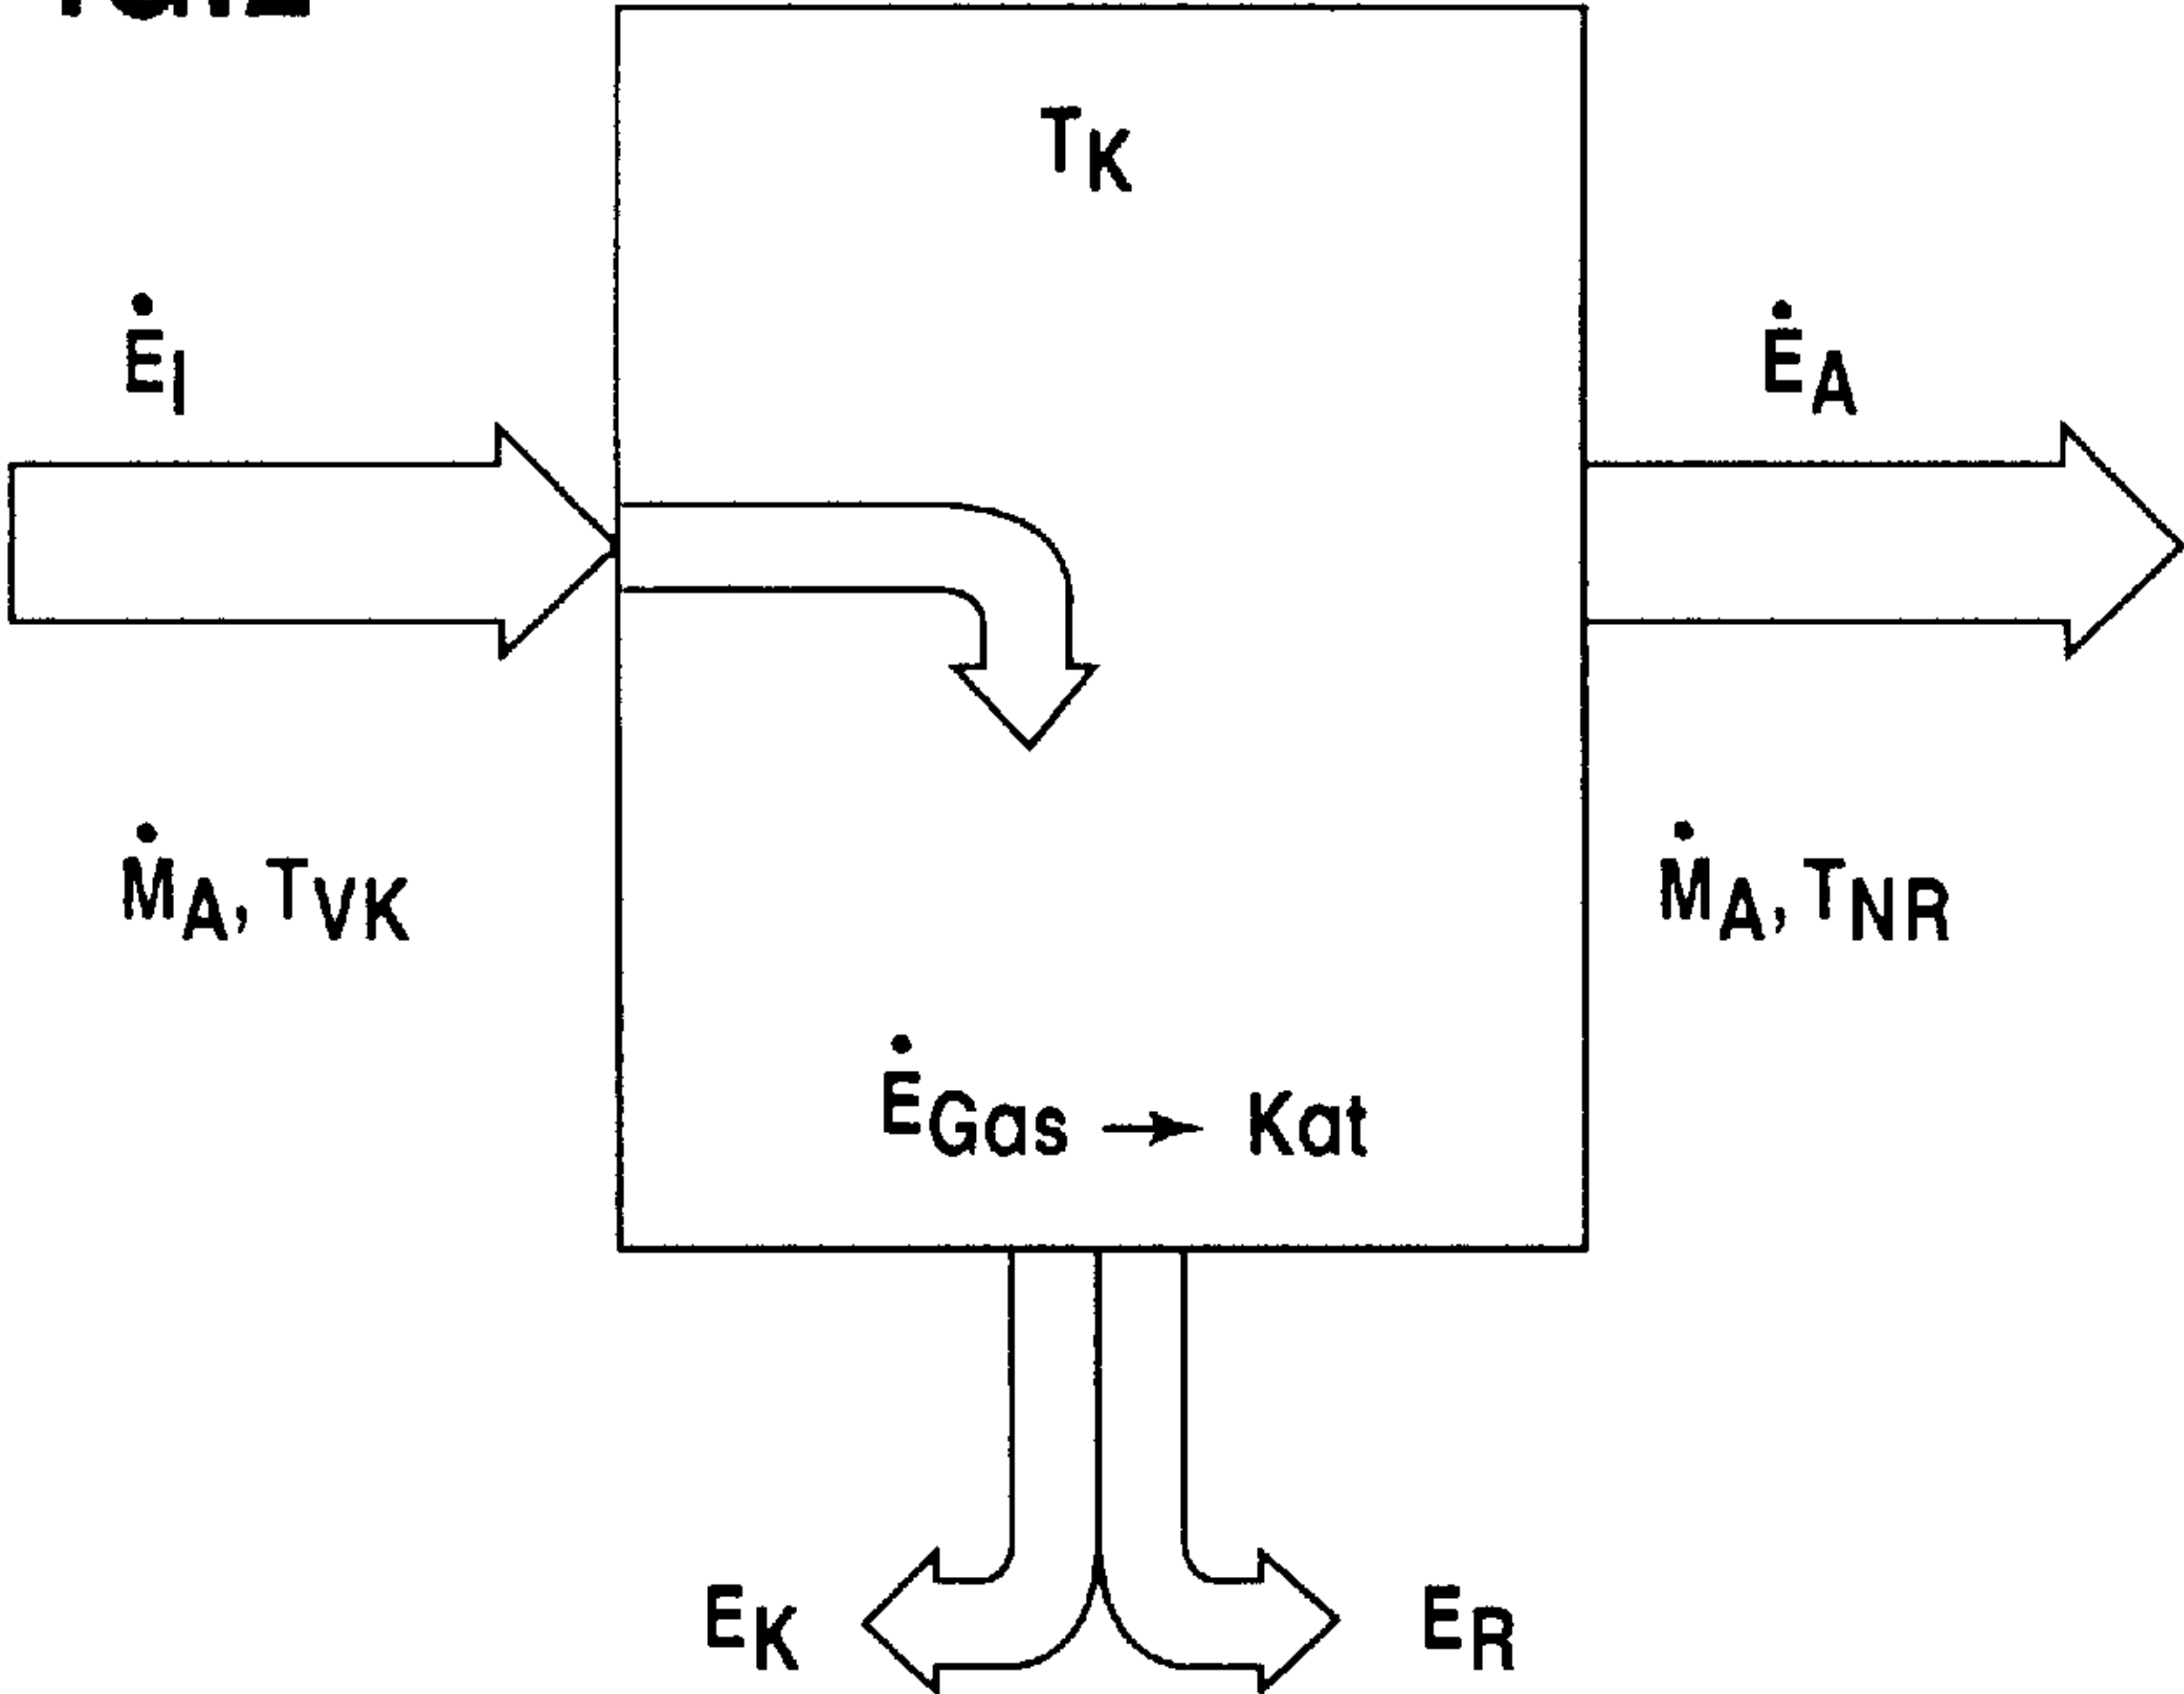 T_K
Ė_I
Ė_A
Ṁ_A, T_VK
Ṁ_A, T_NR
Ė_Gas → Kat
E_K
E_R